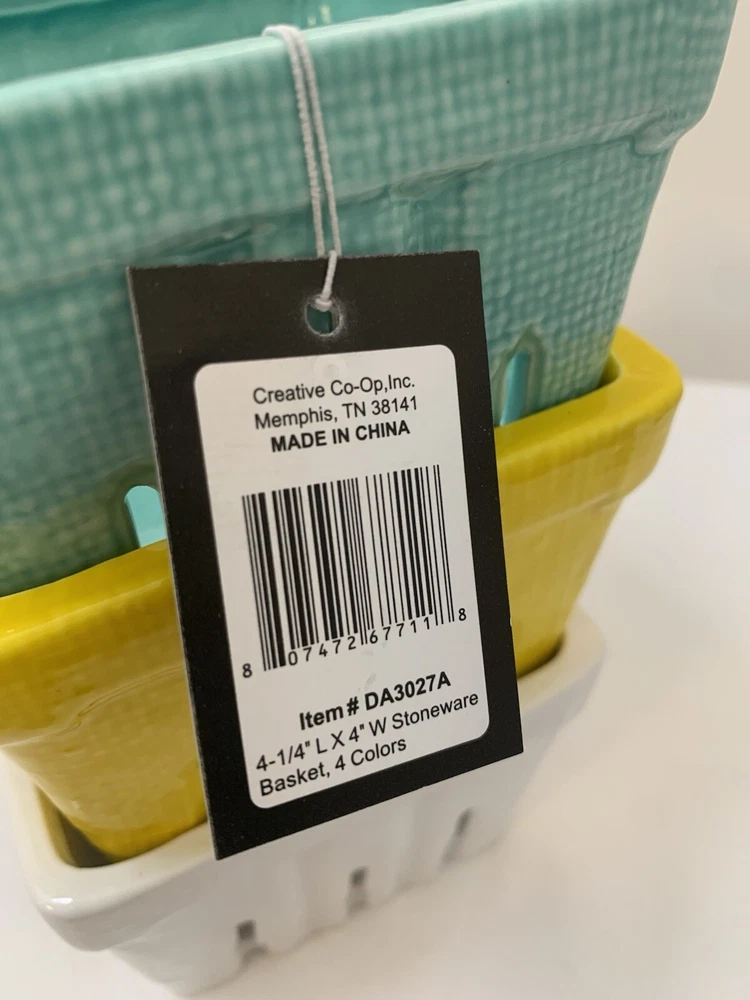 Creative Co-Op,Inc.
Memphis, TN 38141
MADE IN CHINA
8 07472 67711 8
Item# DA3027A
4-1/4" L X 4" W Stoneware
Basket, 4 Colors